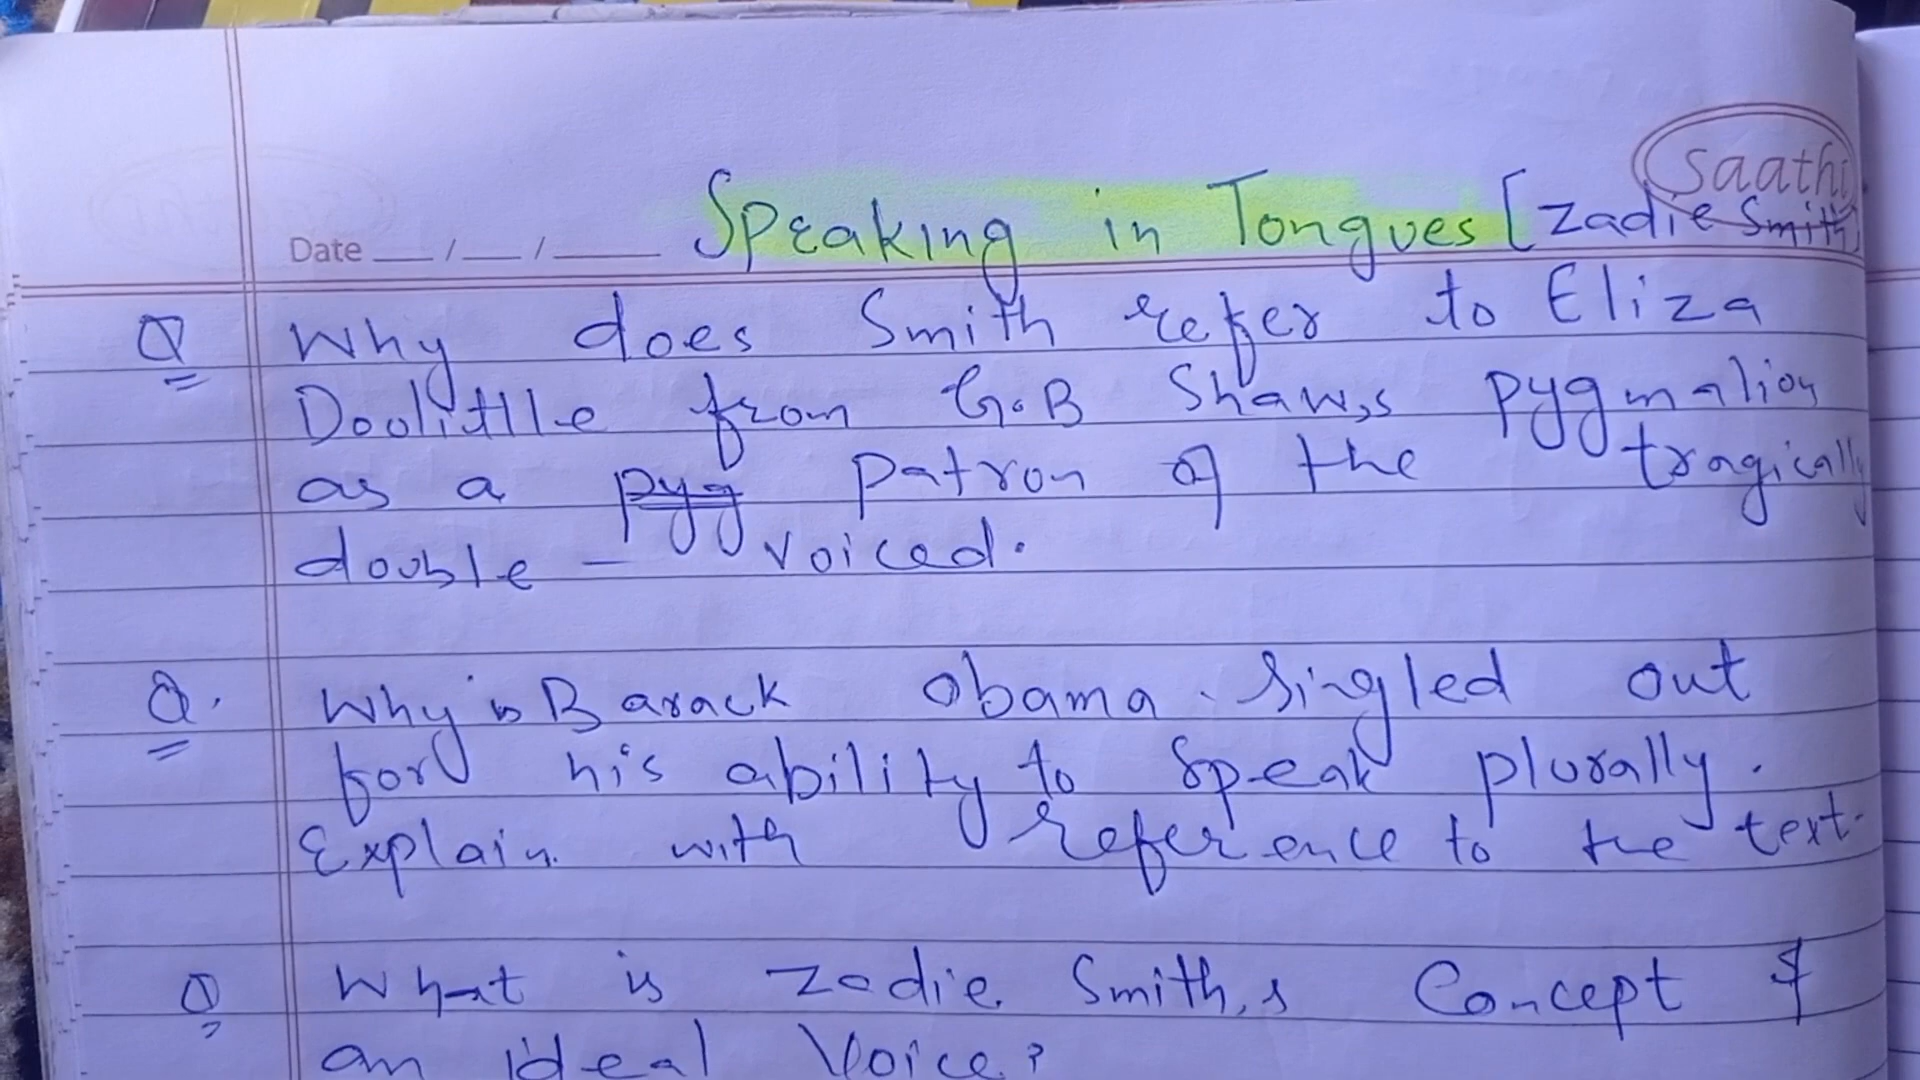 saathi
Date __/__/____ Speaking in Tongues [Zadie Smith]
Q Why does Smith refer to Eliza
Doolittle from G.B Shaw,s pygmalion
as a pyg patron of the tragically
double - voiced.
Q. Why is Barack obama singled out
for his ability to speak plurally.
Explain with reference to the text.
Q, What is Zadie Smith,s Concept of
an ideal Voice?